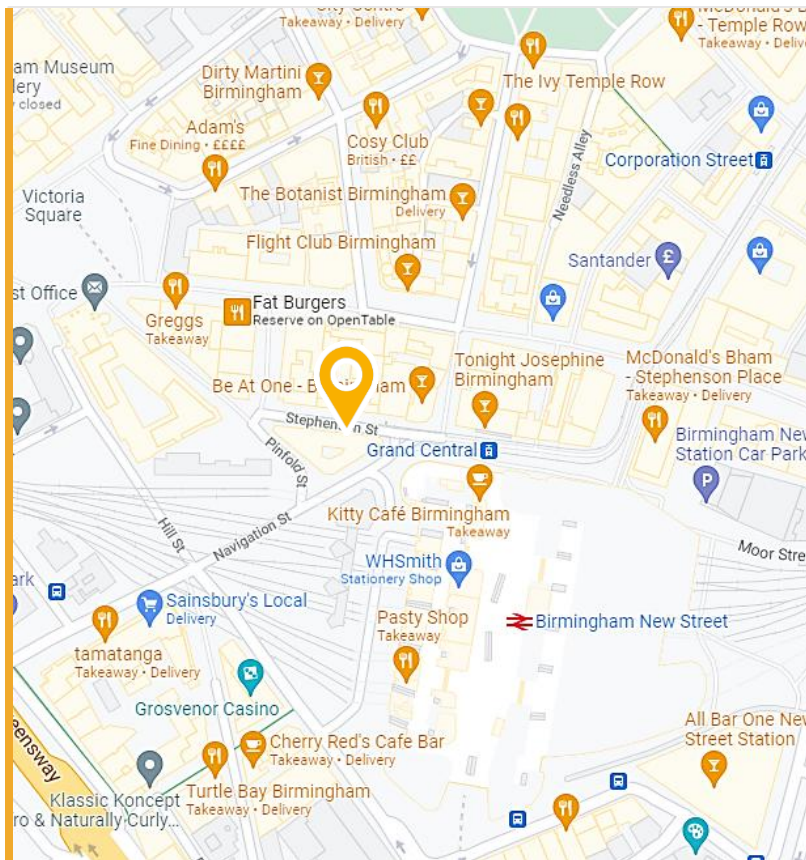 City Centre
Takeaway • Delivery
McDonald's B
- Temple Row
Takeaway • Deliv
am Museum
lery
closed
Dirty Martini
Birmingham
The Ivy Temple Row
Adam's
Fine Dining • ££££
Cosy Club
British • ££
Needless Alley
Corporation Street
Victoria
Square
The Botanist Birmingham
Delivery
Flight Club Birmingham
Santander
st Office
Fat Burgers
Reserve on OpenTable
Greggs
Takeaway
Tonight Josephine
Birmingham
McDonald's Bham
- Stephenson Place
Takeaway • Delivery
Be At One - B
ham
Stephen
n St
Pinfold St
Grand Central
Birmingham New
Station Car Park
Kitty Café Birmingham
Takeaway
Hill St
Navigation St
Moor Stre
WHSmith
Stationery Shop
ark
Sainsbury's Local
Delivery
Pasty Shop
Takeaway
Birmingham New Street
tamatanga
Takeaway • Delivery
Grosvenor Casino
All Bar One New
Street Station
eensway
Cherry Red's Cafe Bar
Takeaway • Delivery
Turtle Bay Birmingham
Takeaway • Delivery
Klassic Koncept
ro & Naturally Curly...